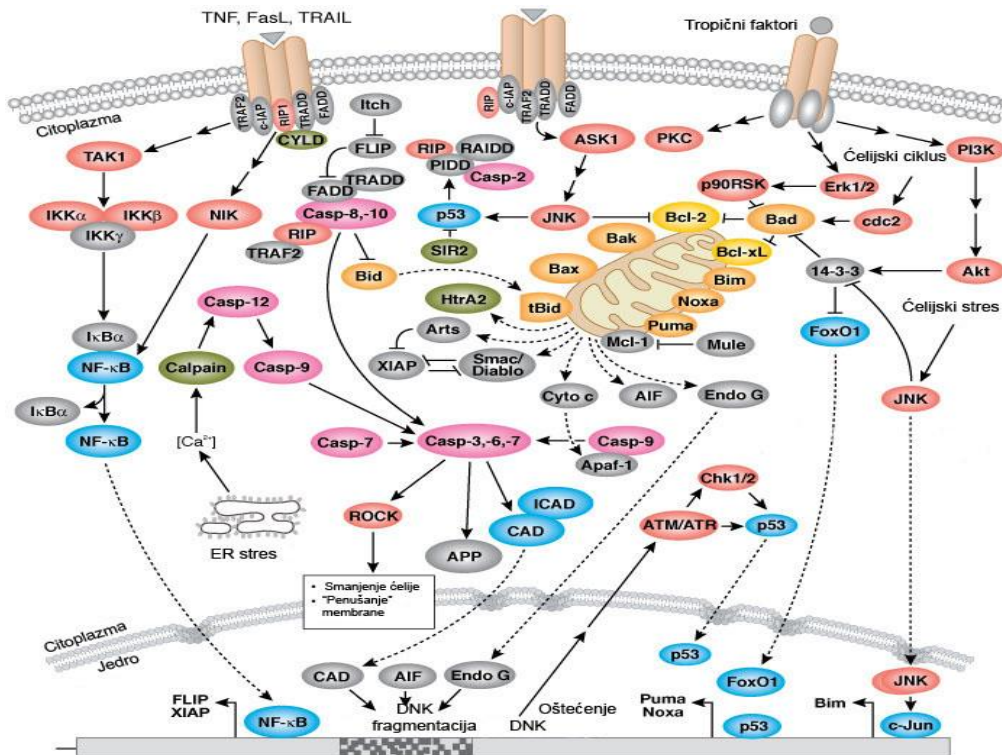 TNF, FasL, TRAIL
Tropični faktori
Citoplazma
TRAF2
c-IAP
RIP1
TRADD
FADD
CYLD
RIP
c-IAP
TRAF2
TRADD
FADD
Itch
FLIP
TAK1
IKKα
IKKβ
IKKγ
NIK
FADD
TRADD
Casp-8,-10
RIP
TRAF2
RIP
RAIDD
PIDD
Casp-2
p53
SIR2
ASK1
JNK
PKC
Ćelijski ciklus
PI3K
p90RSK
Erk1/2
cdc2
Bcl-2
Bad
Bcl-xL
Bak
Bax
Bim
Noxa
Puma
Mcl-1
Mule
tBid
Bid
14-3-3
Akt
FoxO1
Ćelijski stres
JNK
HtrA2
Arts
XIAP
Smac/
Diablo
Cyto c
AIF
Endo G
Casp-12
Calpain
Casp-9
IκBα
NF-κB
IκBα
NF-κB
[Ca²⁺]
ER stres
Casp-7
Casp-3,-6,-7
Casp-9
Apaf-1
ROCK
APP
ICAD
CAD
Chk1/2
ATM/ATR
p53
• Smanjenje ćelije
• "Penušanje"
membrane
Citoplazma
Jedro
CAD
AIF
Endo G
DNK
fragmentacija
Oštećenje
DNK
p53
FoxO1
JNK
FLIP
XIAP
NF-κB
Puma
Noxa
p53
Bim
c-Jun